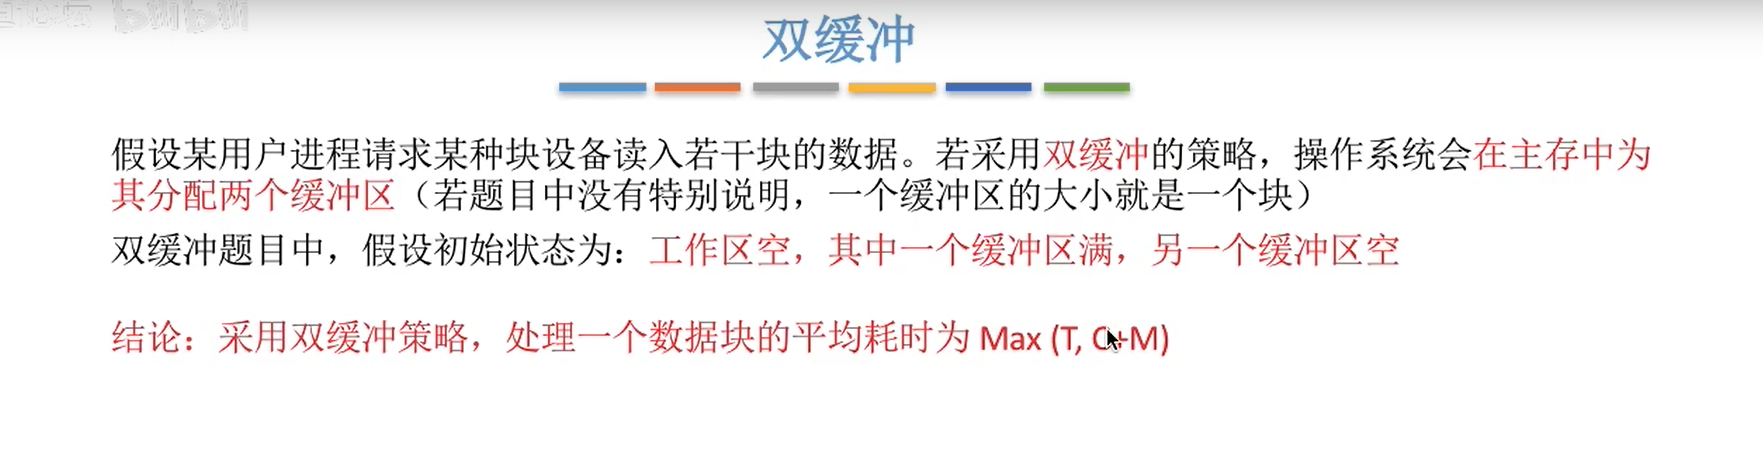 bilibili
双缓冲
假设某用户进程请求某种块设备读入若干块的数据。若采用双缓冲的策略，操作系统会在主存中为
其分配两个缓冲区（若题目中没有特别说明，一个缓冲区的大小就是一个块）
双缓冲题目中，假设初始状态为：工作区空，其中一个缓冲区满，另一个缓冲区空
结论：采用双缓冲策略，处理一个数据块的平均耗时为 Max (T, C+M)